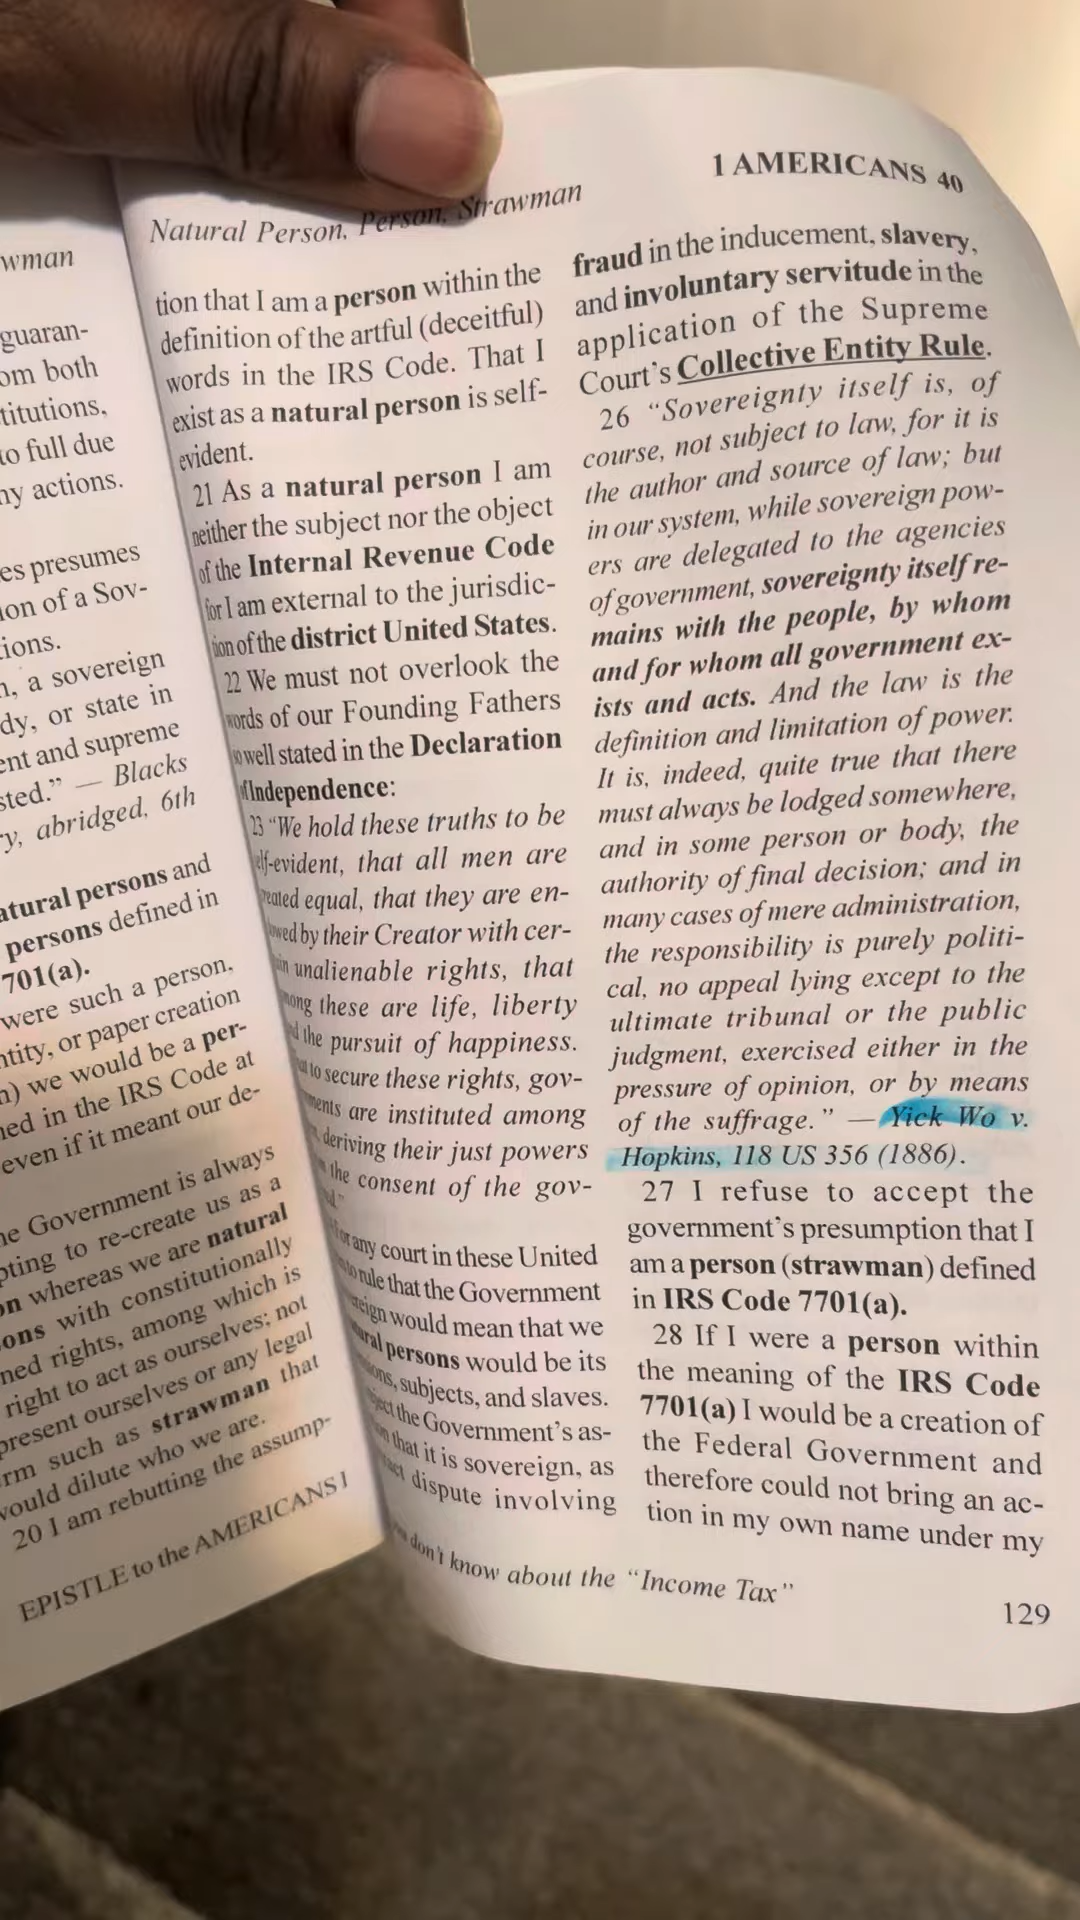 wman
guaran-
om both
titutions,
to full due
ny actions.
es presumes
ion of a Sov-
tions.
n, a sovereign
dy, or state in
ent and supreme
sted." — Blacks
ry, abridged, 6th
atural persons and
persons defined in
7701(a).
were such a person,
ntity, or paper creation
n) we would be a per-
ned in the IRS Code at
even if it meant our de-
he Government is always
pting to re-create us as a
on whereas we are natural
ons with constitutionally
ned rights, among which is
right to act as ourselves; not
present ourselves or any legal
rm such as strawman that
would dilute who we are.
20 I am rebutting the assump-
EPISTLE to the AMERICANS I
1 AMERICANS 40
Natural Person, Person, Strawman
tion that I am a person within the
definition of the artful (deceitful)
words in the IRS Code. That I
exist as a natural person is self-
evident.
21 As a natural person I am
neither the subject nor the object
of the Internal Revenue Code
for I am external to the jurisdic-
tion of the district United States.
22 We must not overlook the
words of our Founding Fathers
so well stated in the Declaration
of Independence:
23 "We hold these truths to be
elf-evident, that all men are
reated equal, that they are en-
owed by their Creator with cer-
ain unalienable rights, that
mong these are life, liberty
nd the pursuit of happiness.
hat to secure these rights, gov-
nments are instituted among
deriving their just powers
the consent of the gov-
for any court in these United
to rule that the Government
ereign would mean that we
tural persons would be its
ons, subjects, and slaves.
ject the Government's as-
on that it is sovereign, as
act dispute involving
don't know about the "Income Tax"
fraud in the inducement, slavery,
and involuntary servitude in the
application of the Supreme
Court's Collective Entity Rule.
26 "Sovereignty itself is, of
course, not subject to law, for it is
the author and source of law; but
in our system, while sovereign pow-
ers are delegated to the agencies
of government, sovereignty itself re-
mains with the people, by whom
and for whom all government ex-
ists and acts. And the law is the
definition and limitation of power.
It is, indeed, quite true that there
must always be lodged somewhere,
and in some person or body, the
authority of final decision; and in
many cases of mere administration,
the responsibility is purely politi-
cal, no appeal lying except to the
ultimate tribunal or the public
judgment, exercised either in the
pressure of opinion, or by means
of the suffrage." — Yick Wo v.
Hopkins, 118 US 356 (1886).
27 I refuse to accept the
government's presumption that I
am a person (strawman) defined
in IRS Code 7701(a).
28 If I were a person within
the meaning of the IRS Code
7701(a) I would be a creation of
the Federal Government and
therefore could not bring an ac-
tion in my own name under my
129